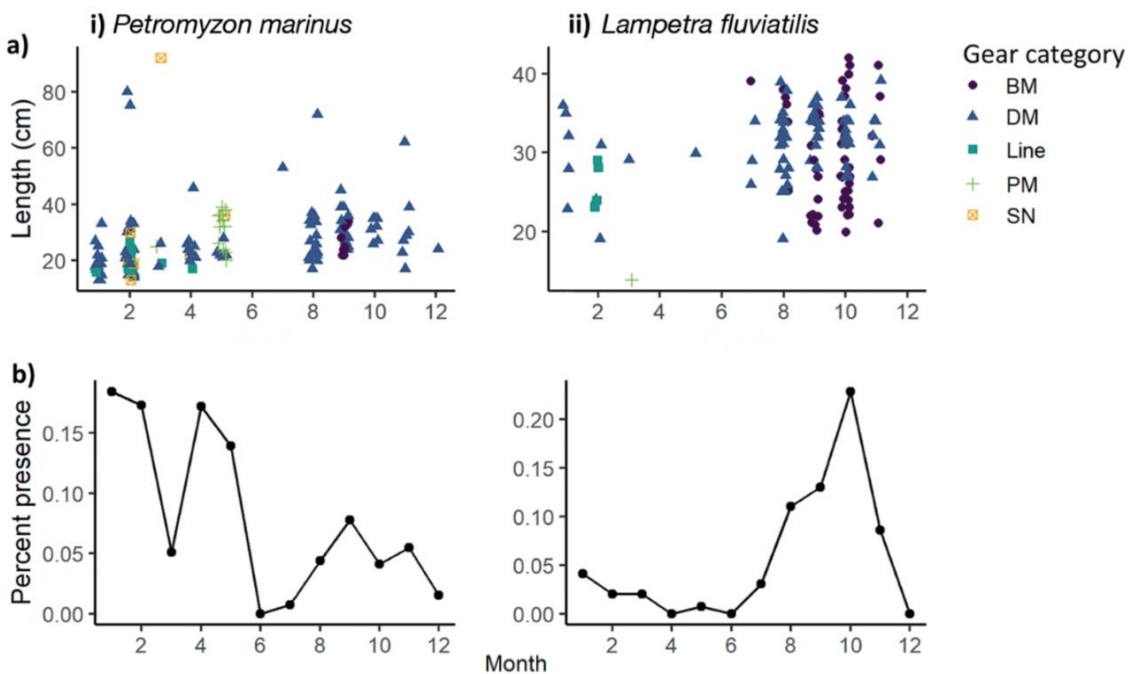 i) Petromyzon marinus
ii) Lampetra fluviatilis
a)
Gear category
BM
DM
Line
PM
SN
Length (cm)
80
60
40
20
2 4 6 8 10 12
40
30
20
2 4 6 8 10 12
b)
Percent presence
0.15
0.10
0.05
0.00
2 4 6 8 10 12
0.20
0.15
0.10
0.05
0.00
2 4 6 8 10 12
Month